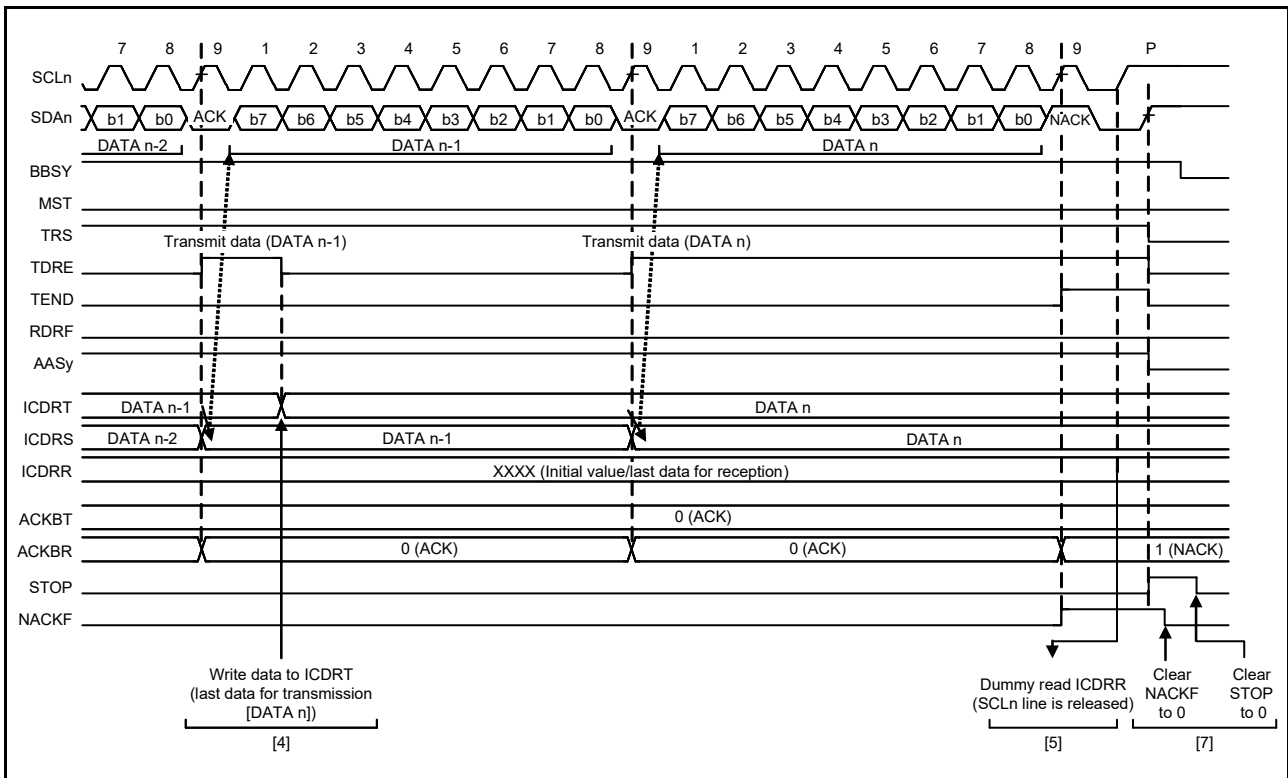 7 8 9 1 2 3 4 5 6 7 8 9 1 2 3 4 5 6 7 8 9 P
SCLn
SDAn b1 b0 ACK b7 b6 b5 b4 b3 b2 b1 b0 ACK b7 b6 b5 b4 b3 b2 b1 b0 NACK
DATA n-2 DATA n-1 DATA n
BBSY
MST
TRS
Transmit data (DATA n-1) Transmit data (DATA n)
TDRE
TEND
RDRF
AASy
ICDRT DATA n-1 DATA n
ICDRS DATA n-2 DATA n-1 DATA n
ICDRR XXXX (Initial value/last data for reception)
ACKBT 0 (ACK)
ACKBR 0 (ACK) 0 (ACK) 1 (NACK)
STOP
NACKF
Write data to ICDRT
(last data for transmission
[DATA n])
[4]
Dummy read ICDRR
(SCLn line is released)
[5]
Clear
NACKF
to 0
Clear
STOP
to 0
[7]